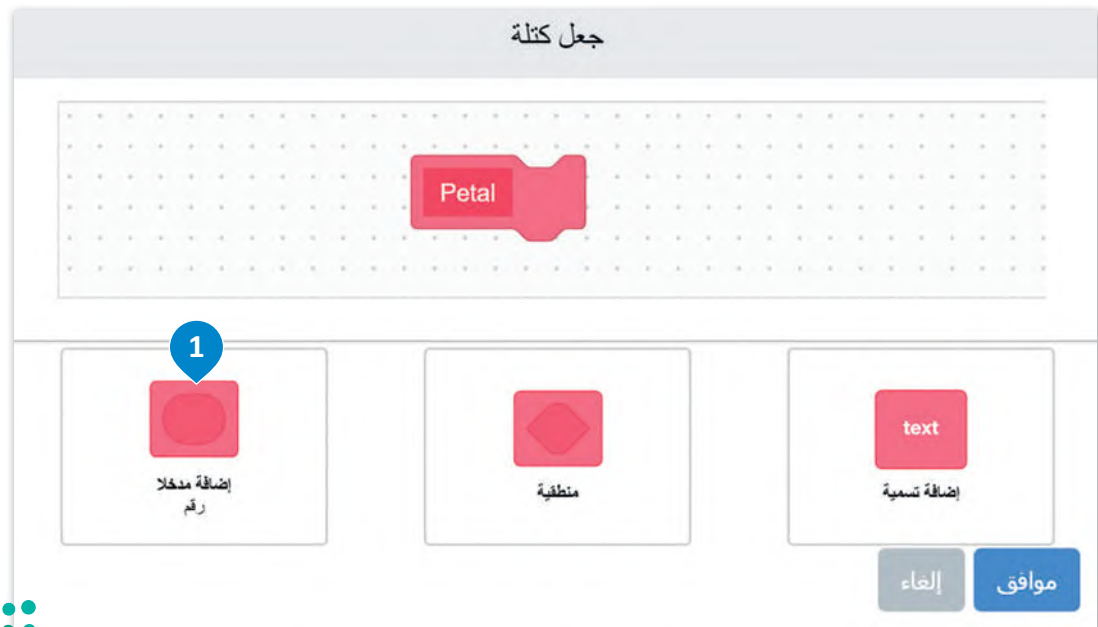 جعل كتلة
Petal
1
text
إضافة تسمية
منطقية
إضافة مدخلا
رقم
موافق
إلغاء